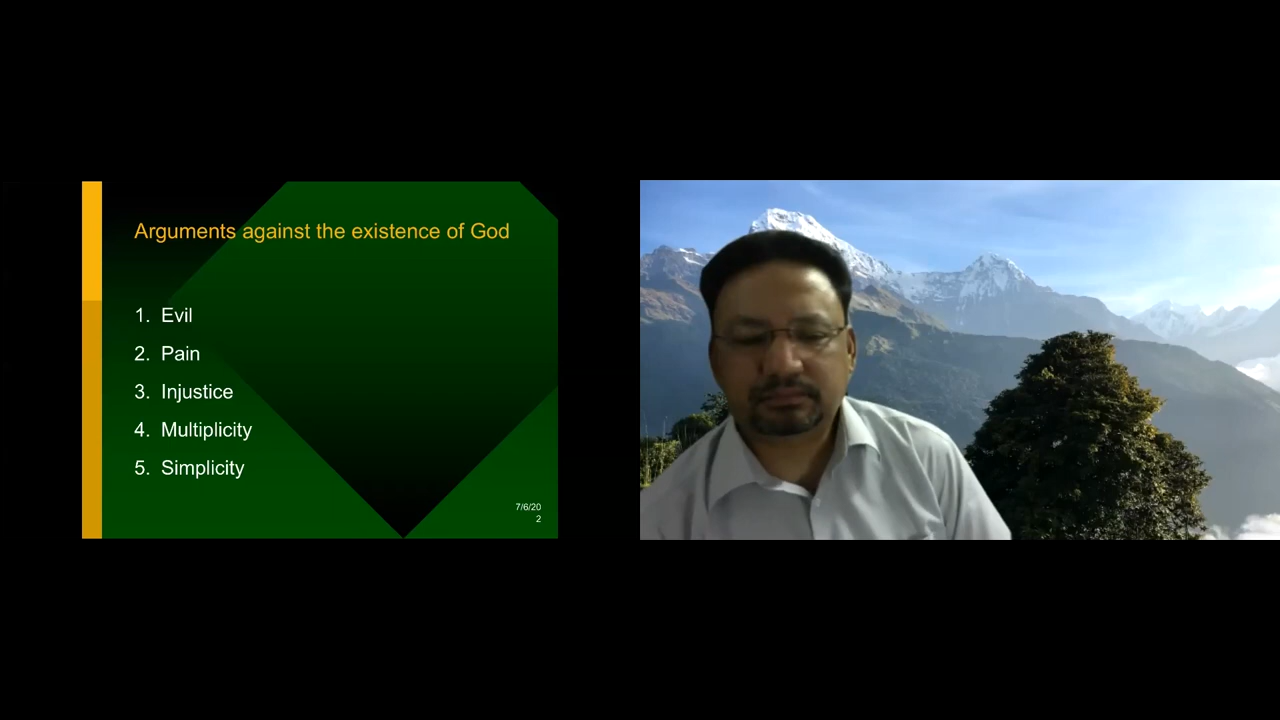 Arguments against the existence of God
1. Evil
2. Pain
3. Injustice
4. Multiplicity
5. Simplicity
7/6/20
2